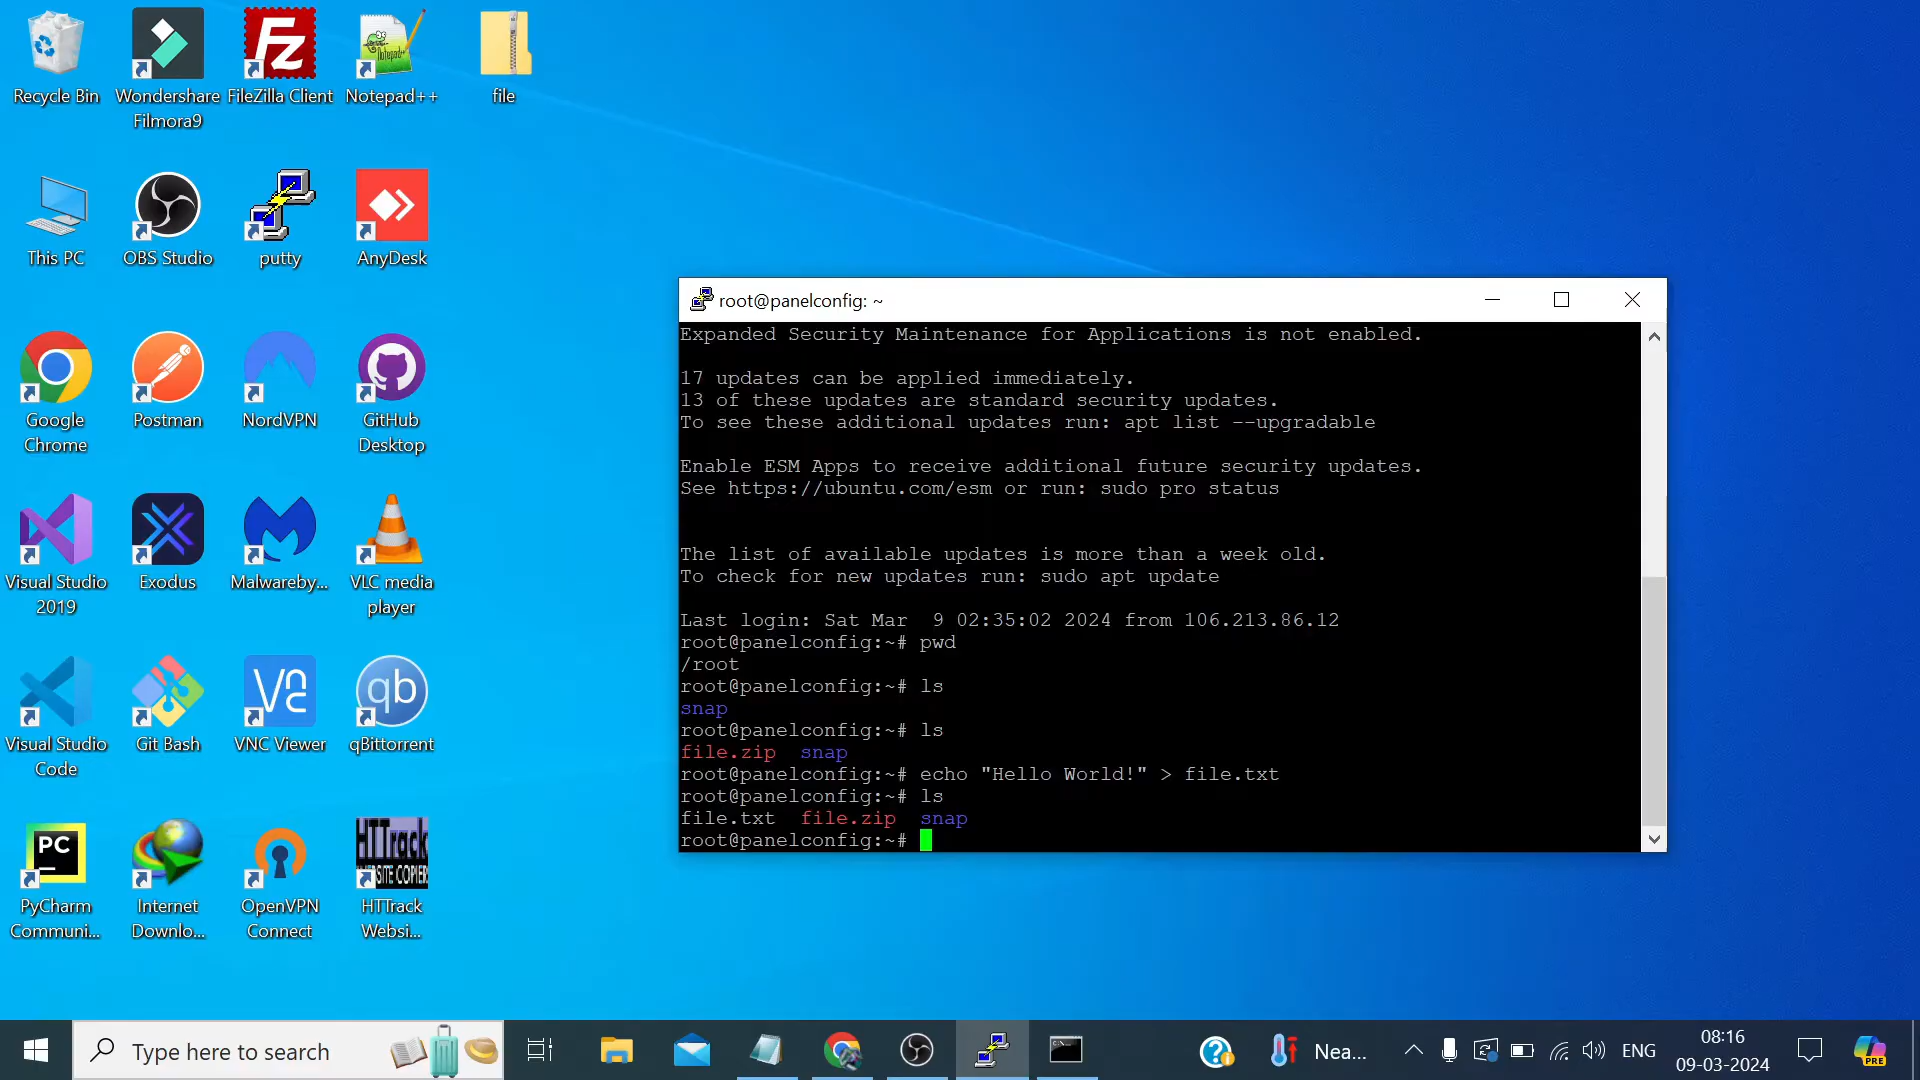 Recycle Bin
Wondershare
Filmora9
Fz
FileZilla Client
Notepad++
Notepad++
file
This PC
OBS Studio
putty
AnyDesk
Google
Chrome
Postman
NordVPN
GitHub
Desktop
Visual Studio
2019
Exodus
Malwareby...
VLC media
player
Visual Studio
Code
Git Bash
V2
VNC Viewer
qb
qBittorrent
PC
PyCharm
Communi...
Internet
Downlo...
OpenVPN
Connect
HTTrack
HTTrack
Websi...
root@panelconfig: ~
Expanded Security Maintenance for Applications is not enabled.
17 updates can be applied immediately.
13 of these updates are standard security updates.
To see these additional updates run: apt list --upgradable
Enable ESM Apps to receive additional future security updates.
See https://ubuntu.com/esm or run: sudo pro status
The list of available updates is more than a week old.
To check for new updates run: sudo apt update
Last login: Sat Mar  9 02:35:02 2024 from 106.213.86.12
root@panelconfig:~# pwd
/root
root@panelconfig:~# ls
snap
root@panelconfig:~# ls
file.zip  snap
root@panelconfig:~# echo "Hello World!" > file.txt
root@panelconfig:~# ls
file.txt  file.zip  snap
root@panelconfig:~#
Type here to search
Nea...
ENG
08:16
09-03-2024
PRE